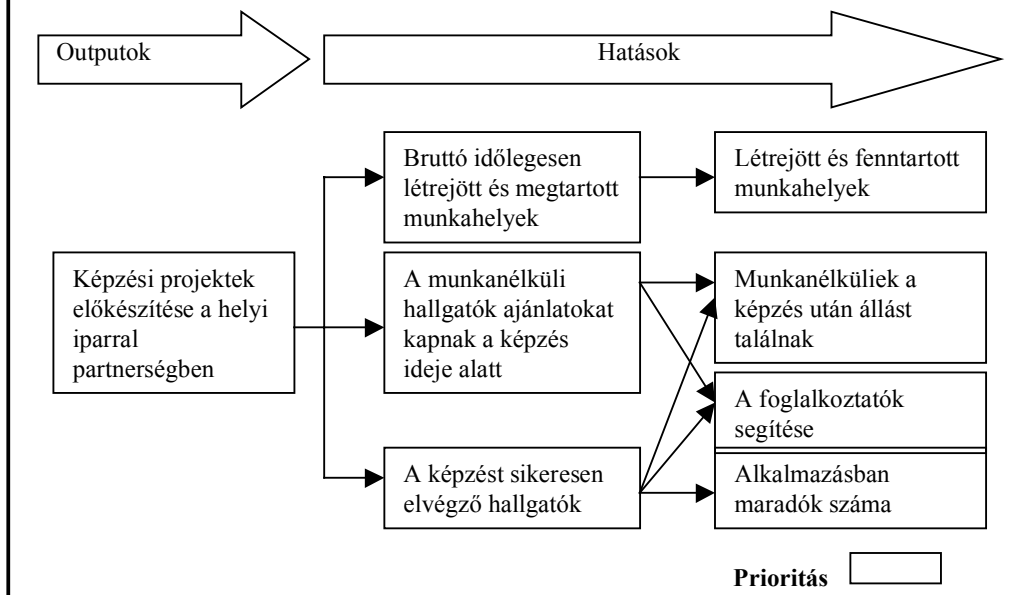 Outputok
Hatások
Bruttó időlegesen
létrejött és megtartott
munkahelyek
Létrejött és fenntartott
munkahelyek
Képzési projektek
előkészítése a helyi
iparral
partnerségben
A munkanélküli
hallgatók ajánlatokat
kapnak a képzés
ideje alatt
Munkanélküliek a
képzés után állást
találnak
A foglalkoztatók
segítése
A képzést sikeresen
elvégző hallgatók
Alkalmazásban
maradók száma
Prioritás